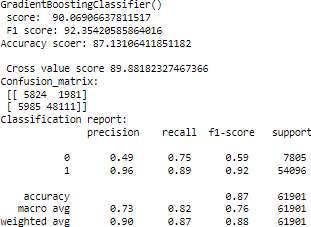 GradientBoostingClassifier()
score: 90.06906637811517
F1 score: 92.35420585864016
Accuracy scoer: 87.13106411851182
Cross value score 89.88182327467366
Confusion_matrix:
[[ 5824 1981]
[ 5985 48111]]
Classification report:
precision recall f1-score support
0 0.49 0.75 0.59 7805
1 0.96 0.89 0.92 54096
accuracy 0.87 61901
macro avg 0.73 0.82 0.76 61901
weighted avg 0.90 0.87 0.88 61901